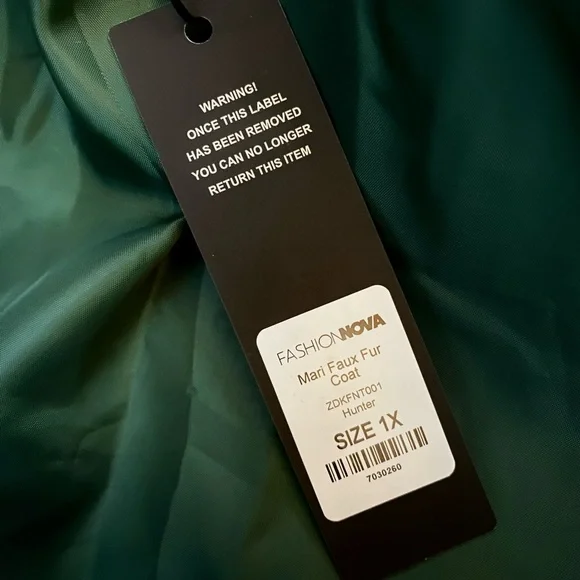 WARNING!
ONCE THIS LABEL
HAS BEEN REMOVED
YOU CAN NO LONGER
RETURN THIS ITEM
FASHIONNOVA
Mari Faux Fur
Coat
ZDKFNT001
Hunter
SIZE 1X
7030260